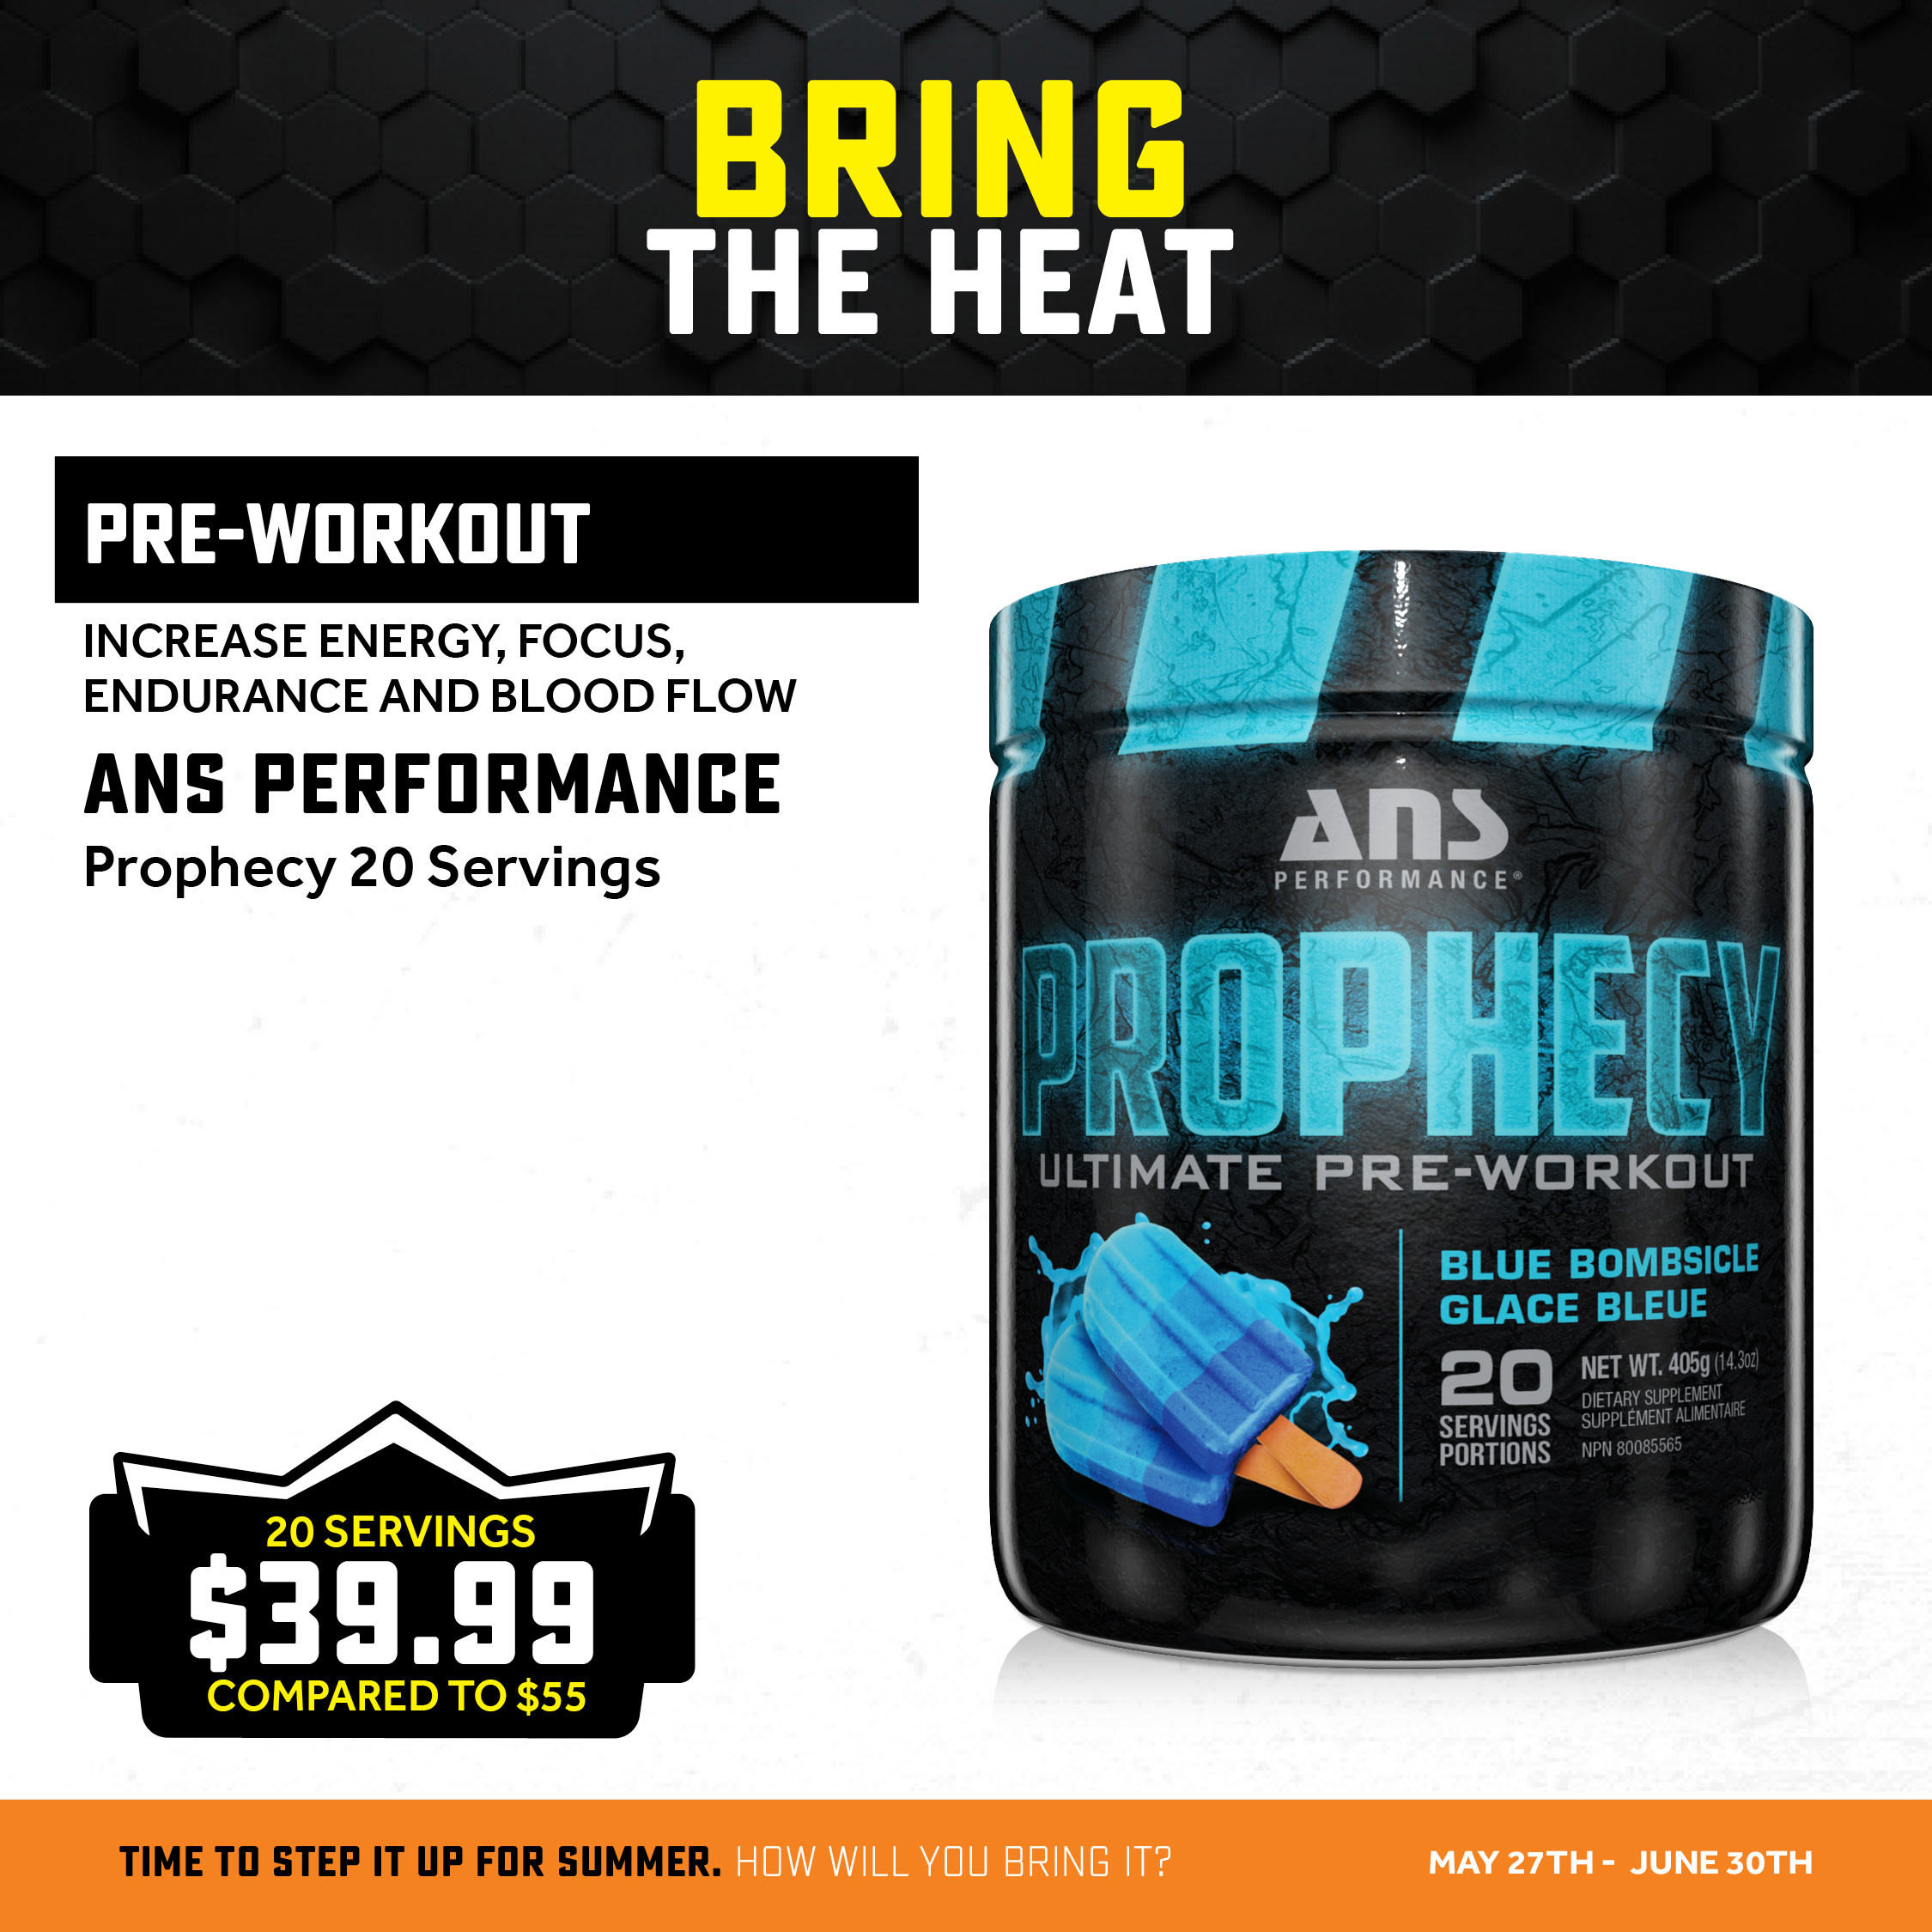 BRING
THE HEAT
PRE-WORKOUT
INCREASE ENERGY, FOCUS,
ENDURANCE AND BLOOD FLOW
ANS PERFORMANCE
Prophecy 20 Servings
ANS
PERFORMANCE®
PROPHECY
ULTIMATE PRE-WORKOUT
BLUE BOMBSICLE
GLACE BLEUE
20
SERVINGS
PORTIONS
NET WT. 405g (14.3oz)
DIETARY SUPPLEMENT
SUPPLÉMENT ALIMENTAIRE
NPN 80085565
20 SERVINGS
$39.99
COMPARED TO $55
TIME TO STEP IT UP FOR SUMMER. HOW WILL YOU BRING IT?
MAY 27TH - JUNE 30TH